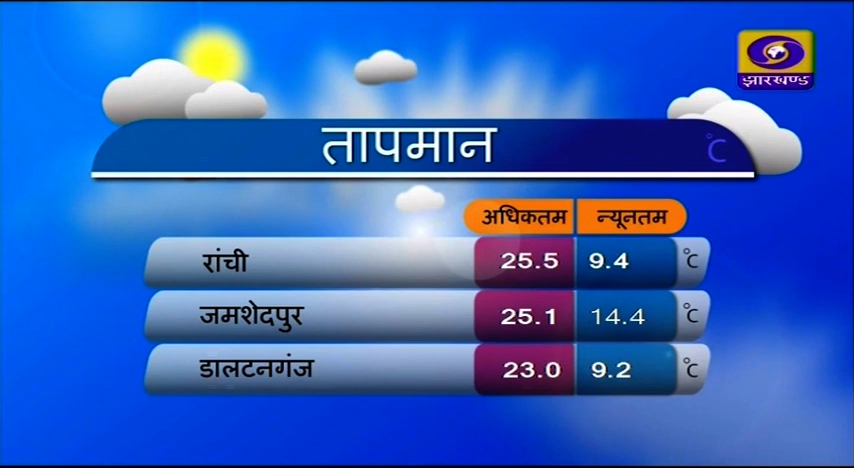 झारखण्ड
तापमान °C
अधिकतम न्यूनतम
रांची 25.5 9.4 °C
जमशेदपुर 25.1 14.4 °C
डालटनगंज 23.0 9.2 °C